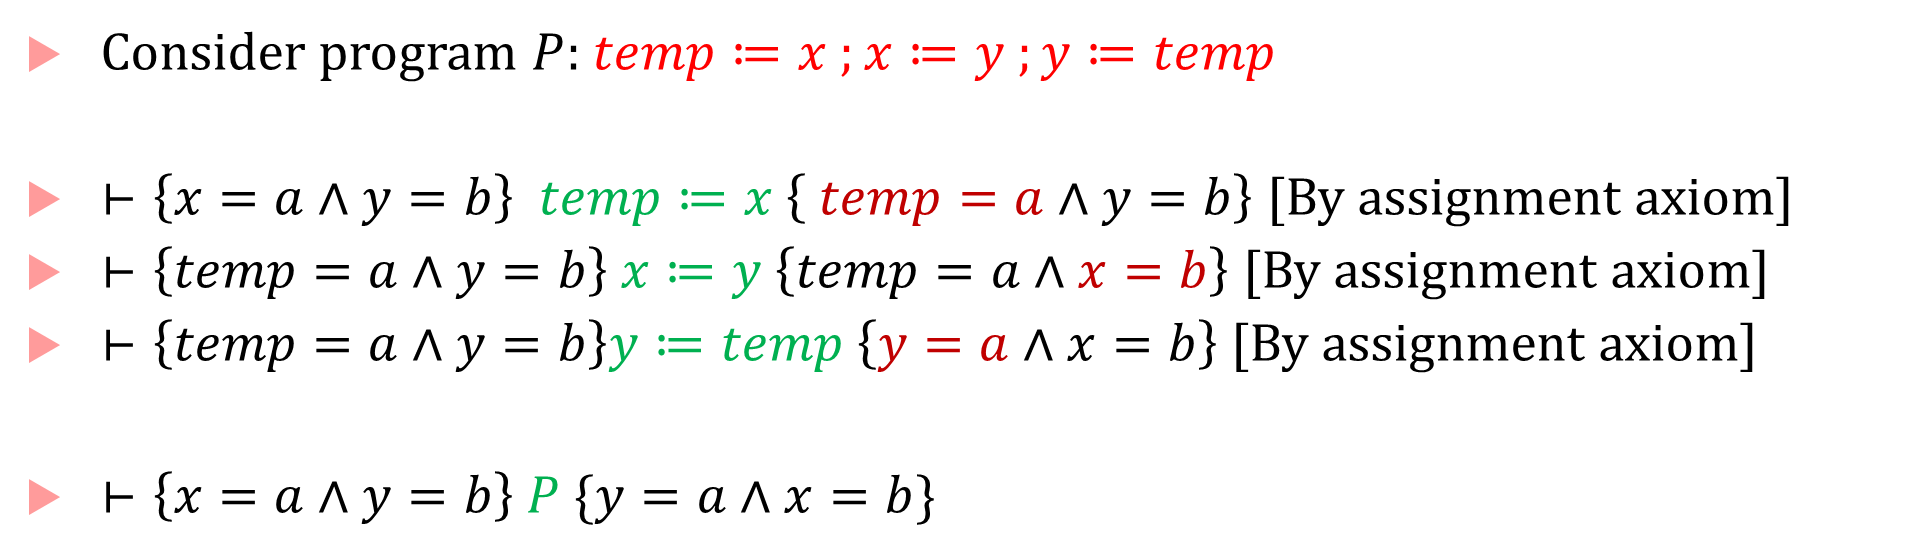 Consider program P: temp ≔ x ; x ≔ y ; y ≔ temp
⊢ {x = a ∧ y = b} temp ≔ x { temp = a ∧ y = b} [By assignment axiom]
⊢ {temp = a ∧ y = b} x ≔ y {temp = a ∧ x = b} [By assignment axiom]
⊢ {temp = a ∧ y = b}y ≔ temp {y = a ∧ x = b} [By assignment axiom]
⊢ {x = a ∧ y = b} P {y = a ∧ x = b}